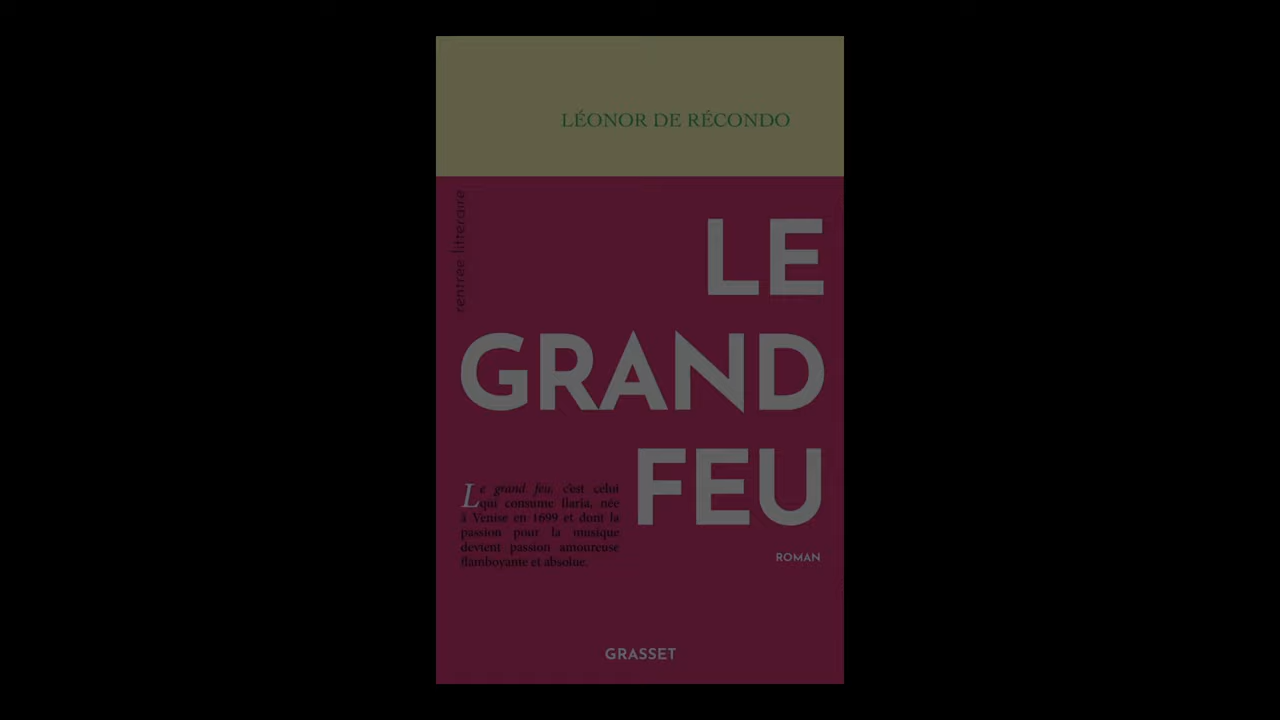 LÉONOR DE RÉCONDO
rentrée littéraire
LE
GRAND
FEU
Le grand feu, c'est celui
qui consume Ilaria, née
à Venise en 1699 et dont la
passion pour la musique
devient passion amoureuse
flamboyante et absolue.
ROMAN
GRASSET